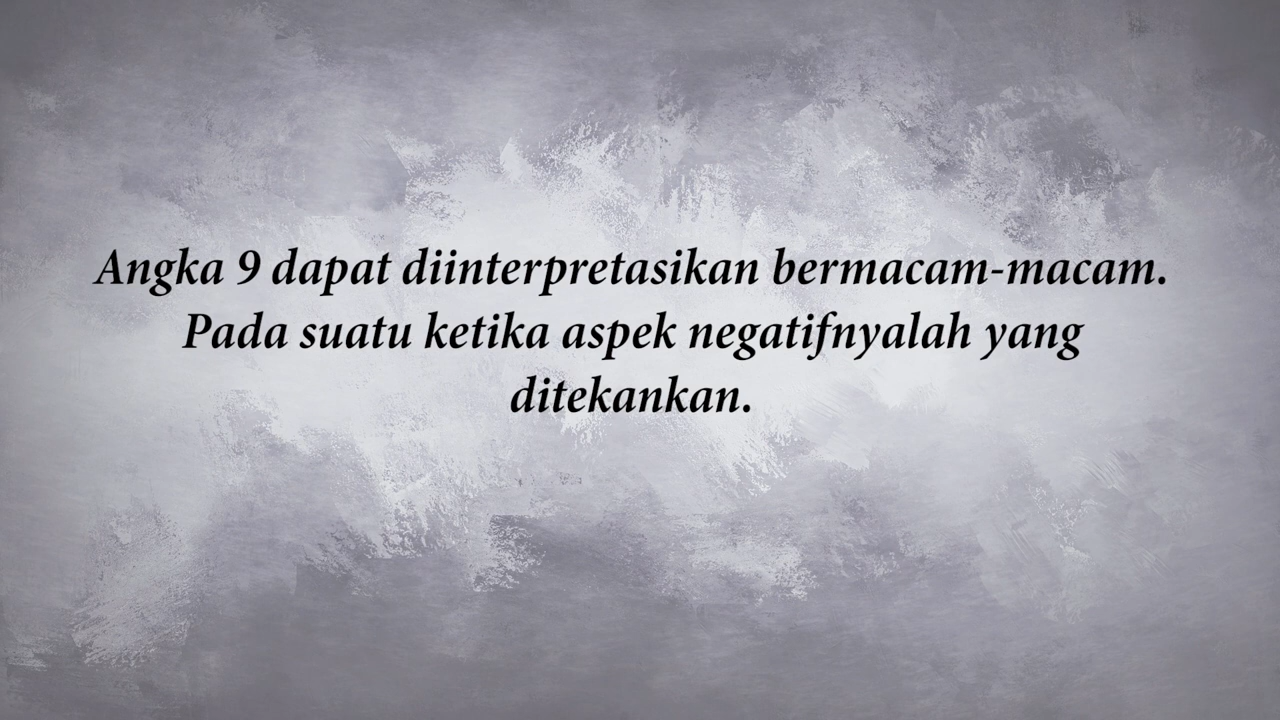 Angka 9 dapat diinterpretasikan bermacam-macam.
Pada suatu ketika aspek negatifnyalah yang
ditekankan.